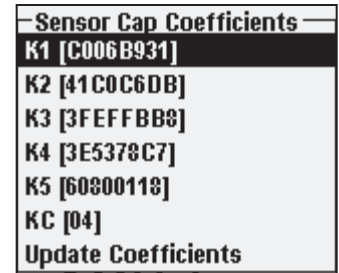 Sensor Cap Coefficients
K1 [C006B931]
K2 [41C0C6DB]
K3 [3FEFFBB8]
K4 [3E5378C7]
K5 [60800118]
KC [04]
Update Coefficients